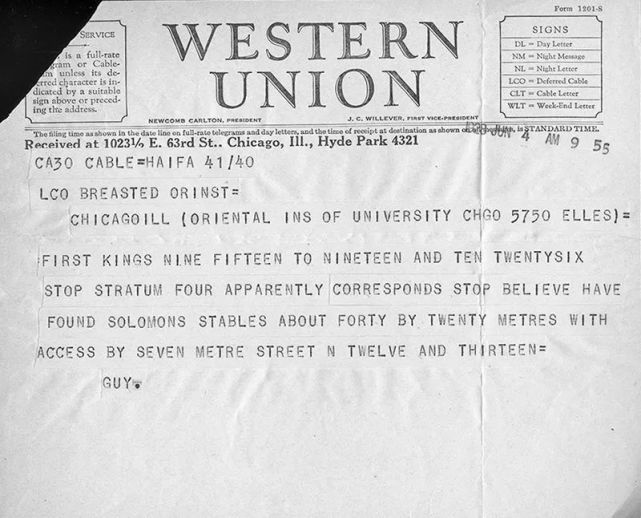 Form 1201-S
SERVICE
is a full-rate
gram or Cable-
am unless its de-
erred character is in-
dicated by a suitable
sign above or preced-
ing the address.
WESTERN
UNION
NEWCOMB CARLTON, PRESIDENT
J. C. WILLEVER, FIRST VICE-PRESIDENT
SIGNS
DL = Day Letter
NM = Night Message
NL = Night Letter
LCO = Deferred Cable
CLT = Cable Letter
WLT = Week-End Letter
The filing time as shown in the date line on full-rate telegrams and day letters, and the time of receipt at destination as shown on is STANDARD TIME.
Received at 1023½ E. 63rd St.. Chicago, Ill., Hyde Park 4321
JUN 4 AM 9 55
CA30 CABLE=HAIFA 41/40
LCO BREASTED ORINST=
CHICAGOILL (ORIENTAL INS OF UNIVERSITY CHGO 5750 ELLES)=
FIRST KINGS NINE FIFTEEN TO NINETEEN AND TEN TWENTYSIX
STOP STRATUM FOUR APPARENTLY CORRESPONDS STOP BELIEVE HAVE
FOUND SOLOMONS STABLES ABOUT FORTY BY TWENTY METRES WITH
ACCESS BY SEVEN METRE STREET N TWELVE AND THIRTEEN=
GUY.